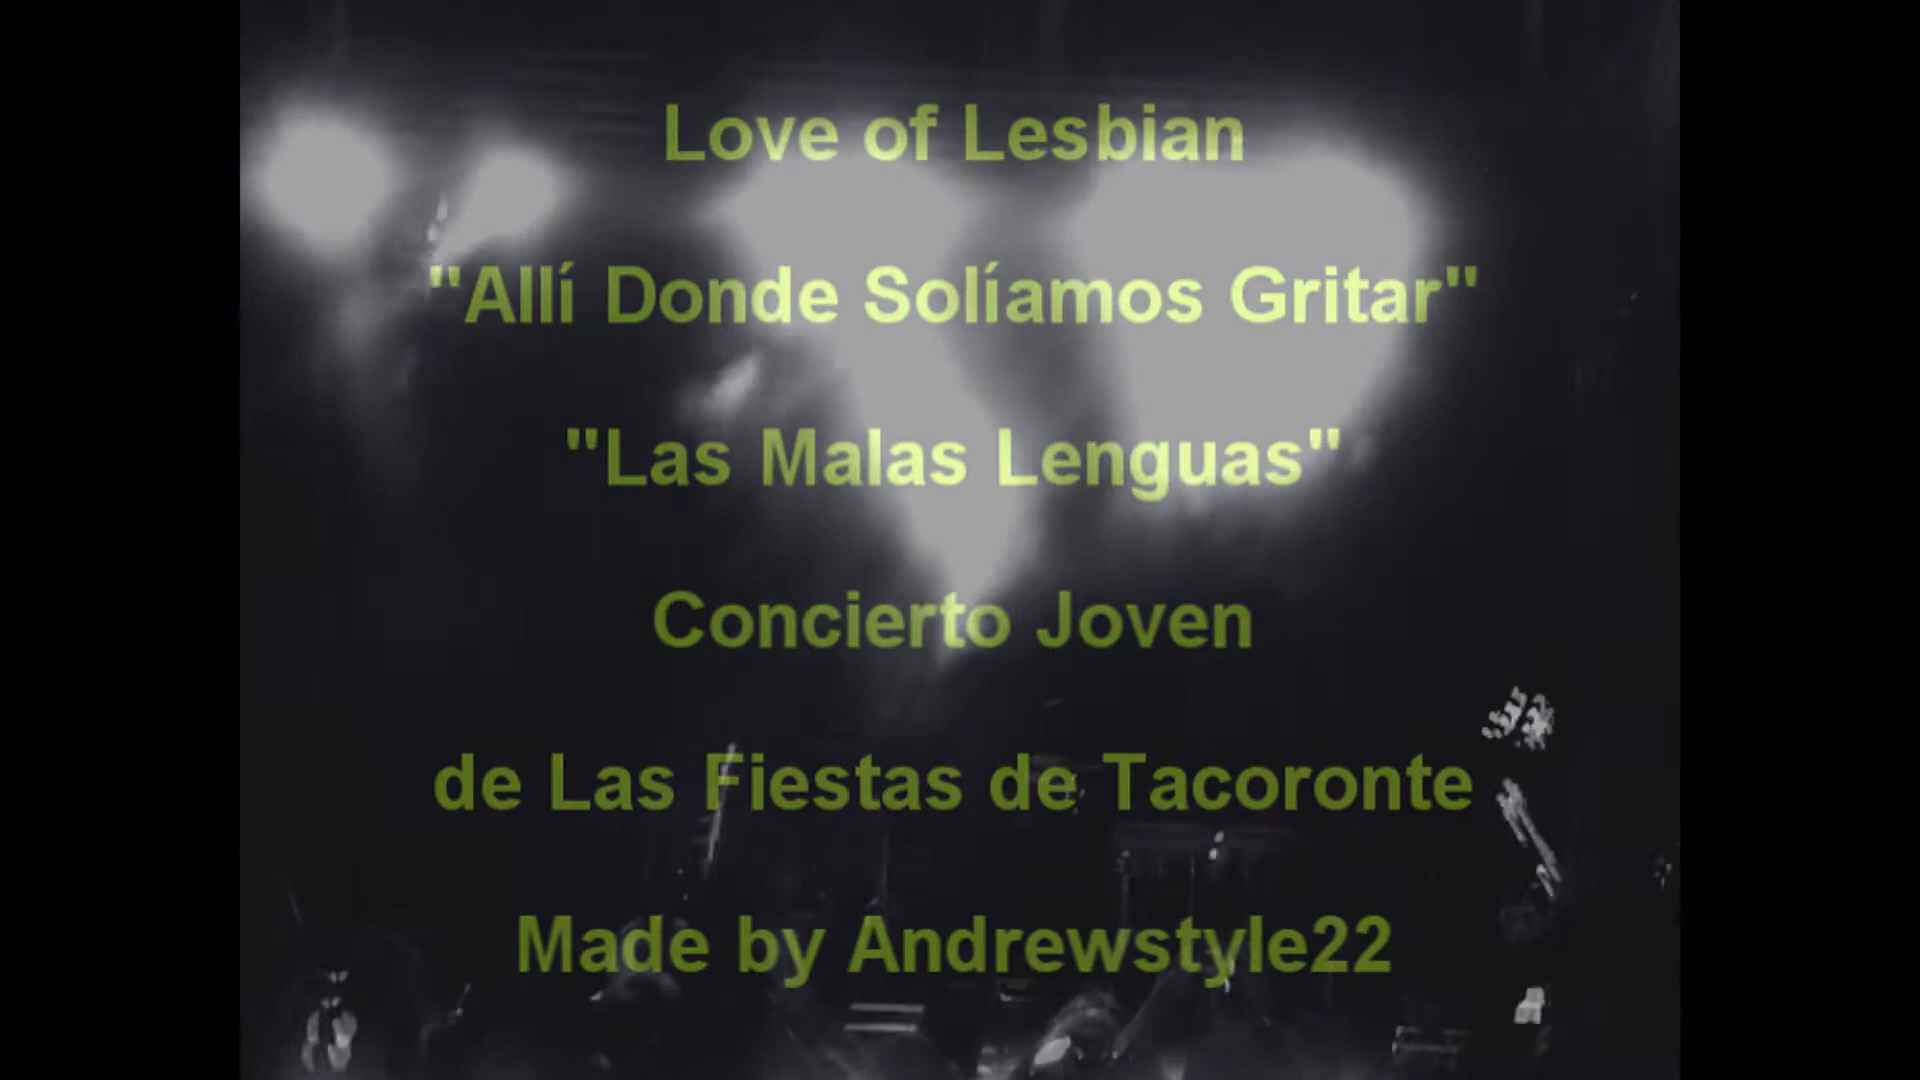 Love of Lesbian
"Allí Donde Solíamos Gritar"
"Las Malas Lenguas"
Concierto Joven
de Las Fiestas de Tacoronte
Made by Andrewstyle22